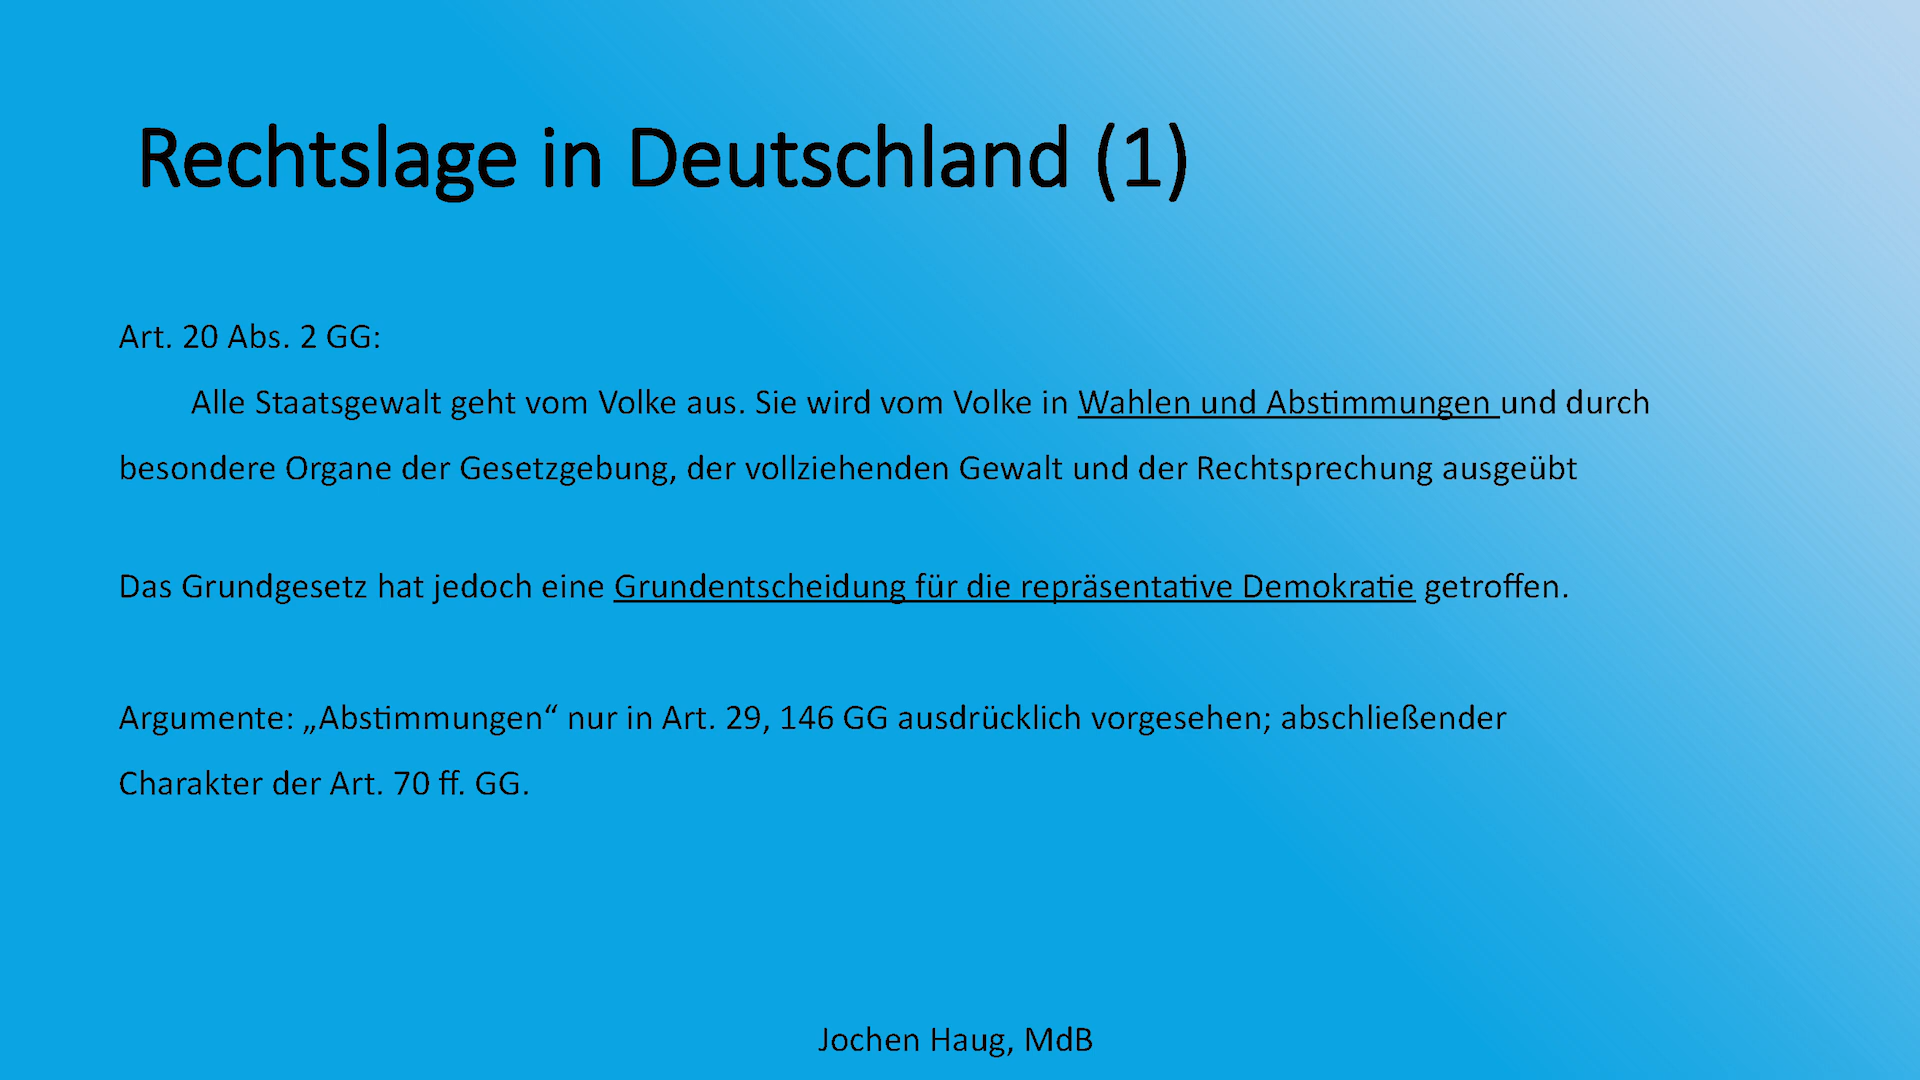 Rechtslage in Deutschland (1)
Art. 20 Abs. 2 GG:
Alle Staatsgewalt geht vom Volke aus. Sie wird vom Volke in Wahlen und Abstimmungen und durch
besondere Organe der Gesetzgebung, der vollziehenden Gewalt und der Rechtsprechung ausgeübt
Das Grundgesetz hat jedoch eine Grundentscheidung für die repräsentative Demokratie getroffen.
Argumente: „Abstimmungen“ nur in Art. 29, 146 GG ausdrücklich vorgesehen; abschließender
Charakter der Art. 70 ff. GG.
Jochen Haug, MdB